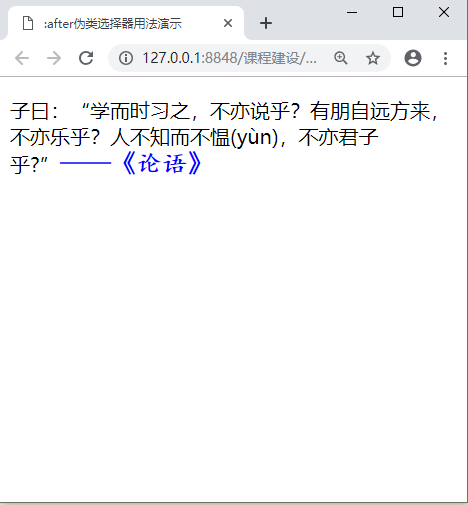 :after伪类选择器用法演示
127.0.0.1:8848/课程建设/...
子曰：“学而时习之，不亦说乎？有朋自远方来，
不亦乐乎？人不知而不愠(yùn)，不亦君子
乎?”——《论语》